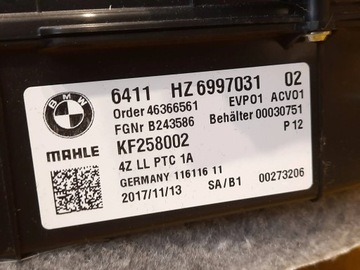 BMW
6411 HZ 6997031 02
Order 46366561 EVP01 ACV01
FGNr B243586 Behälter 00030751
MAHLE KF258002 P 12
4Z LL PTC 1A
GERMANY 116116 11
2017/11/13 SA/B1 00273206